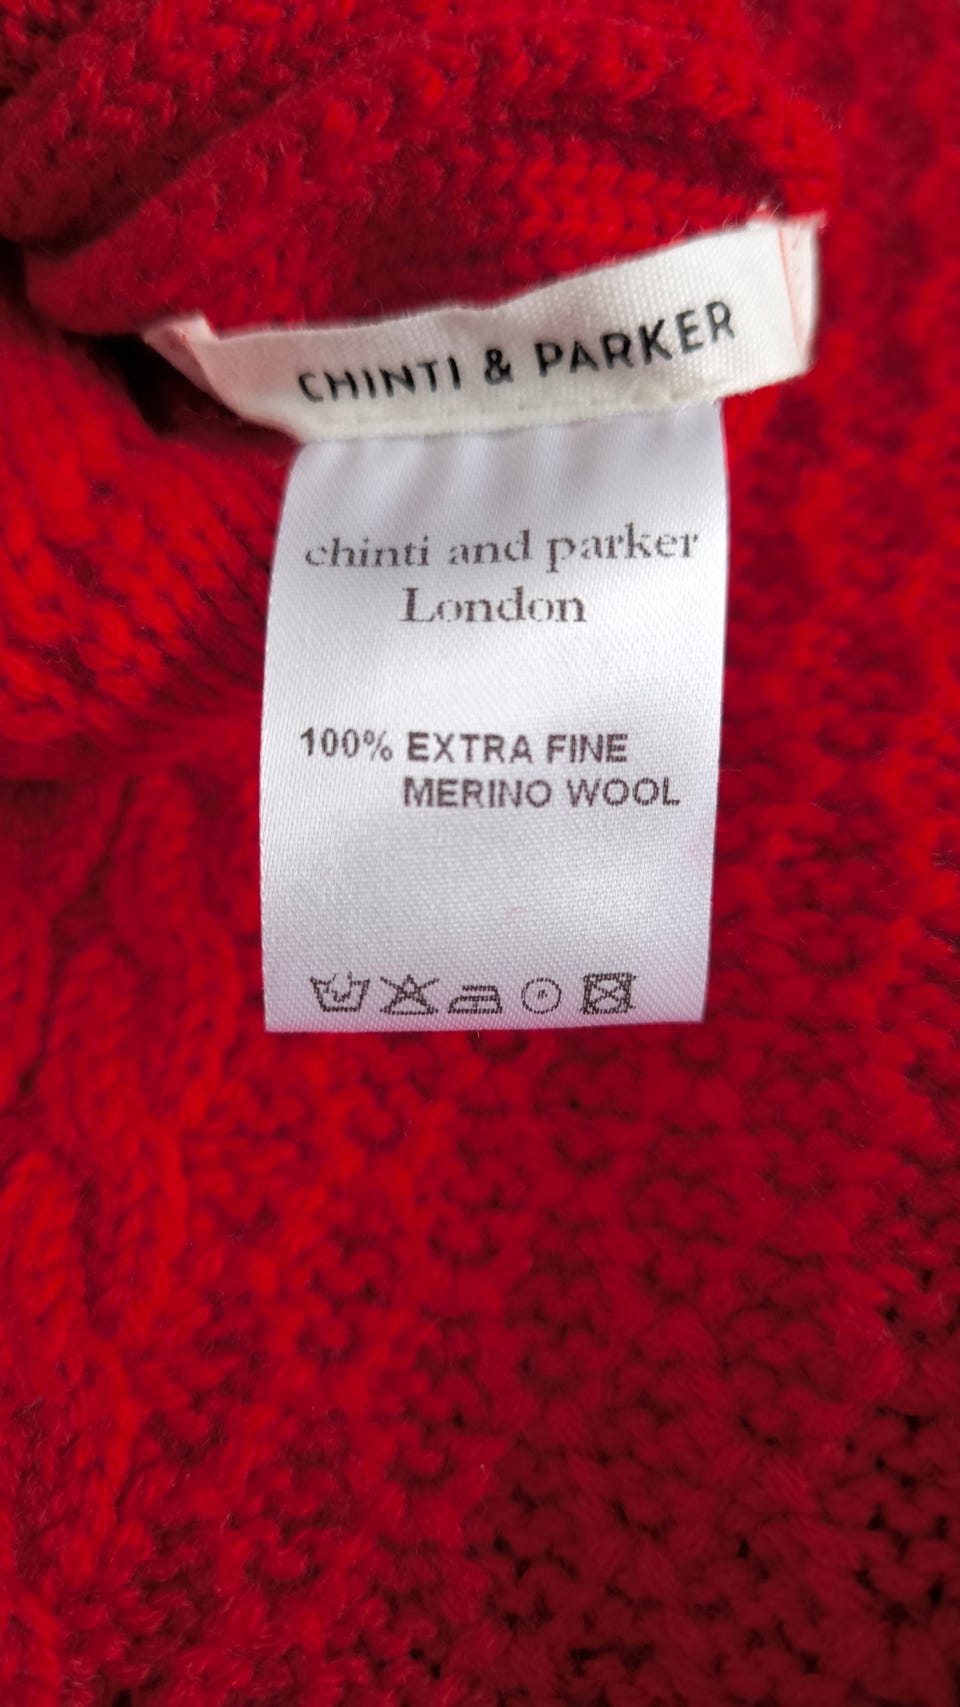 CHINTI & PARKER
chinti and parker
London
100% EXTRA FINE
MERINO WOOL